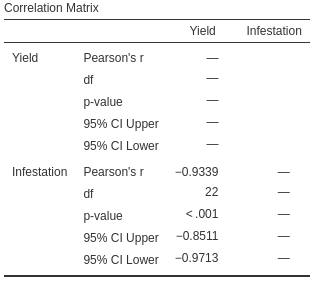 Correlation Matrix
Yield Infestation
Yield Pearson's r — 
df — 
p-value — 
95% CI Upper — 
95% CI Lower — 
Infestation Pearson's r −0.9339 —
df 22 —
p-value < .001 —
95% CI Upper −0.8511 —
95% CI Lower −0.9713 —